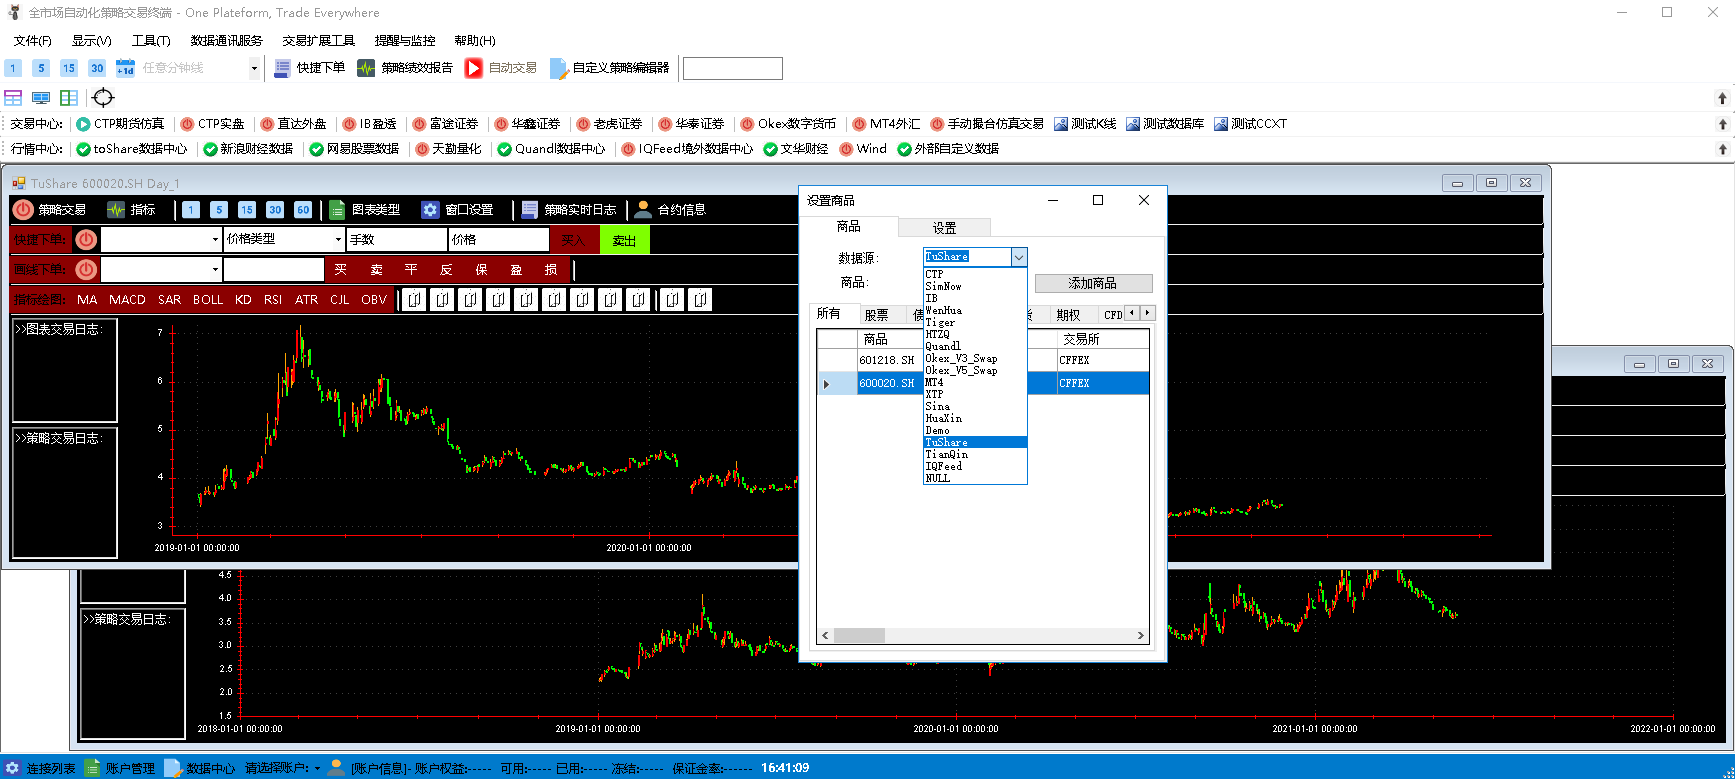 全市场自动化策略交易终端 - One Plateform, Trade Everywhere
文件(F) 显示(V) 工具(T) 数据通讯服务 交易扩展工具 提醒与监控 帮助(H)
1 5 15 30 +1d 任意分钟线 快捷下单 策略绩效报告 自动交易 自定义策略编辑器
交易中心: CTP期货仿真 CTP实盘 直达外盘 IB盈透 富途证券 华鑫证券 老虎证券 华泰证券 Okex数字货币 MT4外汇 手动撮合仿真交易 测试K线 测试数据库 测试CCXT
行情中心: toShare数据中心 新浪财经数据 网易股票数据 天勤量化 Quandl数据中心 IQFeed境外数据中心 文华财经 Wind 外部自定义数据
TuShare 600020.SH Day_1
策略交易 指标 1 5 15 30 60 图表类型 窗口设置 策略实时日志 合约信息
快捷下单: 价格类型 手数 价格 买入 卖出
画线下单: 买 卖 平 反 保 盈 损
指标绘图: MA MACD SAR BOLL KD RSI ATR CJL OBV
>>图表交易日志:
>>策略交易日志:
7
6
5
4
3
2019-01-01 00:00:00 2020-01-01 00:00:00
设置商品
商品 设置
数据源: TuShare
商品: 添加商品
CTP
SimNow
IB
WenHua
Tiger
HTZQ
Quandl
Okex_V3_Swap
Okex_V5_Swap
MT4
XTP
Sina
HuaXin
Demo
TuShare
TianQin
IQFeed
NULL
所有 股票 期权 CFD
商品 交易所
601218.SH CFFEX
600020.SH CFFEX
>>策略交易日志:
4.5
4.0
3.5
3.0
2.5
2.0
1.5
2018-01-01 00:00:00 2019-01-01 00:00:00 2020-01-01 00:00:00 2021-01-01 00:00:00 2022-01-01 00:00:00
连接列表 账户管理 数据中心 请选择账户: [账户信息]- 账户权益:----- 可用:----- 已用:----- 冻结:----- 保证金率:------ 16:41:09